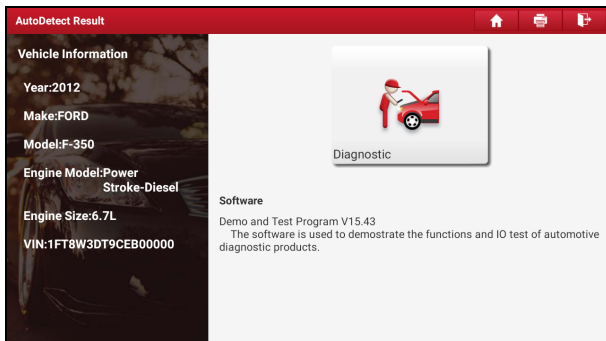 AutoDetect Result
Vehicle Information
Year:2012
Make:FORD
Model:F-350
Engine Model:Power
Stroke-Diesel
Engine Size:6.7L
VIN:1FT8W3DT9CEB00000
Diagnostic
Software
Demo and Test Program V15.43
The software is used to demostrate the functions and IO test of automotive
diagnostic products.